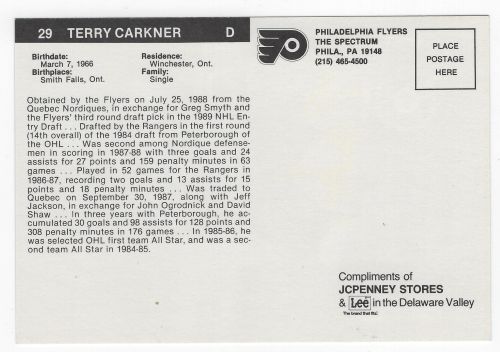 29 TERRY CARKNER D
Birthdate:
March 7, 1966
Birthplace:
Smith Falls, Ont.
Residence:
Winchester, Ont.
Family:
Single
Obtained by the Flyers on July 25, 1988 from the
Quebec Nordiques, in exchange for Greg Smyth and
the Flyers' third round draft pick in the 1989 NHL En-
try Draft . . . Drafted by the Rangers in the first round
(14th overall) of the 1984 draft from Peterborough of
the OHL . . . Was second among Nordique defense-
men in scoring in 1987-88 with three goals and 24
assists for 27 points and 159 penalty minutes in 63
games . . . Played in 52 games for the Rangers in
1986-87, recording two goals and 13 assists for 15
points and 18 penalty minutes . . . Was traded to
Quebec on September 30, 1987, along with Jeff
Jackson, in exchange for John Ogrodnick and David
Shaw . . . In three years with Peterborough, he ac-
cumulated 30 goals and 98 assists for 128 points and
308 penalty minutes in 176 games . . . In 1985-86, he
was selected OHL first team All Star, and was a sec-
ond team All Star in 1984-85.
PHILADELPHIA FLYERS
THE SPECTRUM
PHILA., PA 19148
(215) 465-4500
PLACE
POSTAGE
HERE
Compliments of
JCPENNEY STORES
& Lee in the Delaware Valley
The brand that fits.